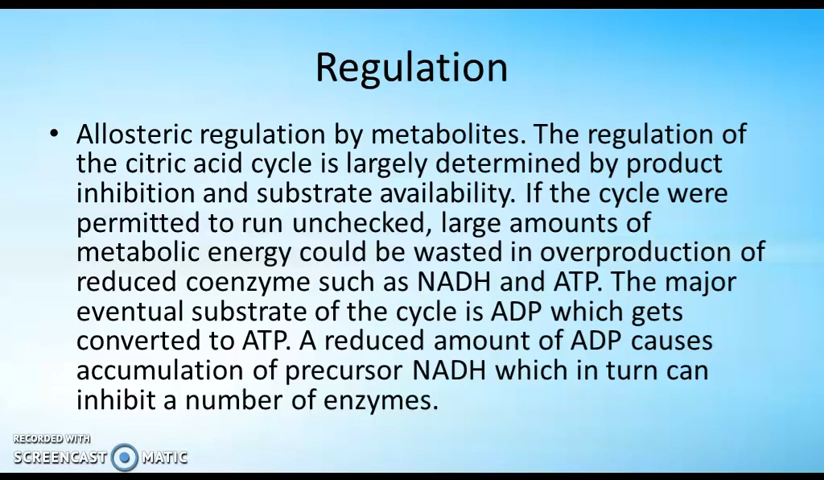 Regulation
• Allosteric regulation by metabolites. The regulation of
the citric acid cycle is largely determined by product
inhibition and substrate availability. If the cycle were
permitted to run unchecked, large amounts of
metabolic energy could be wasted in overproduction of
reduced coenzyme such as NADH and ATP. The major
eventual substrate of the cycle is ADP which gets
converted to ATP. A reduced amount of ADP causes
accumulation of precursor NADH which in turn can
inhibit a number of enzymes.
RECORDED WITH
SCREENCAST MATIC